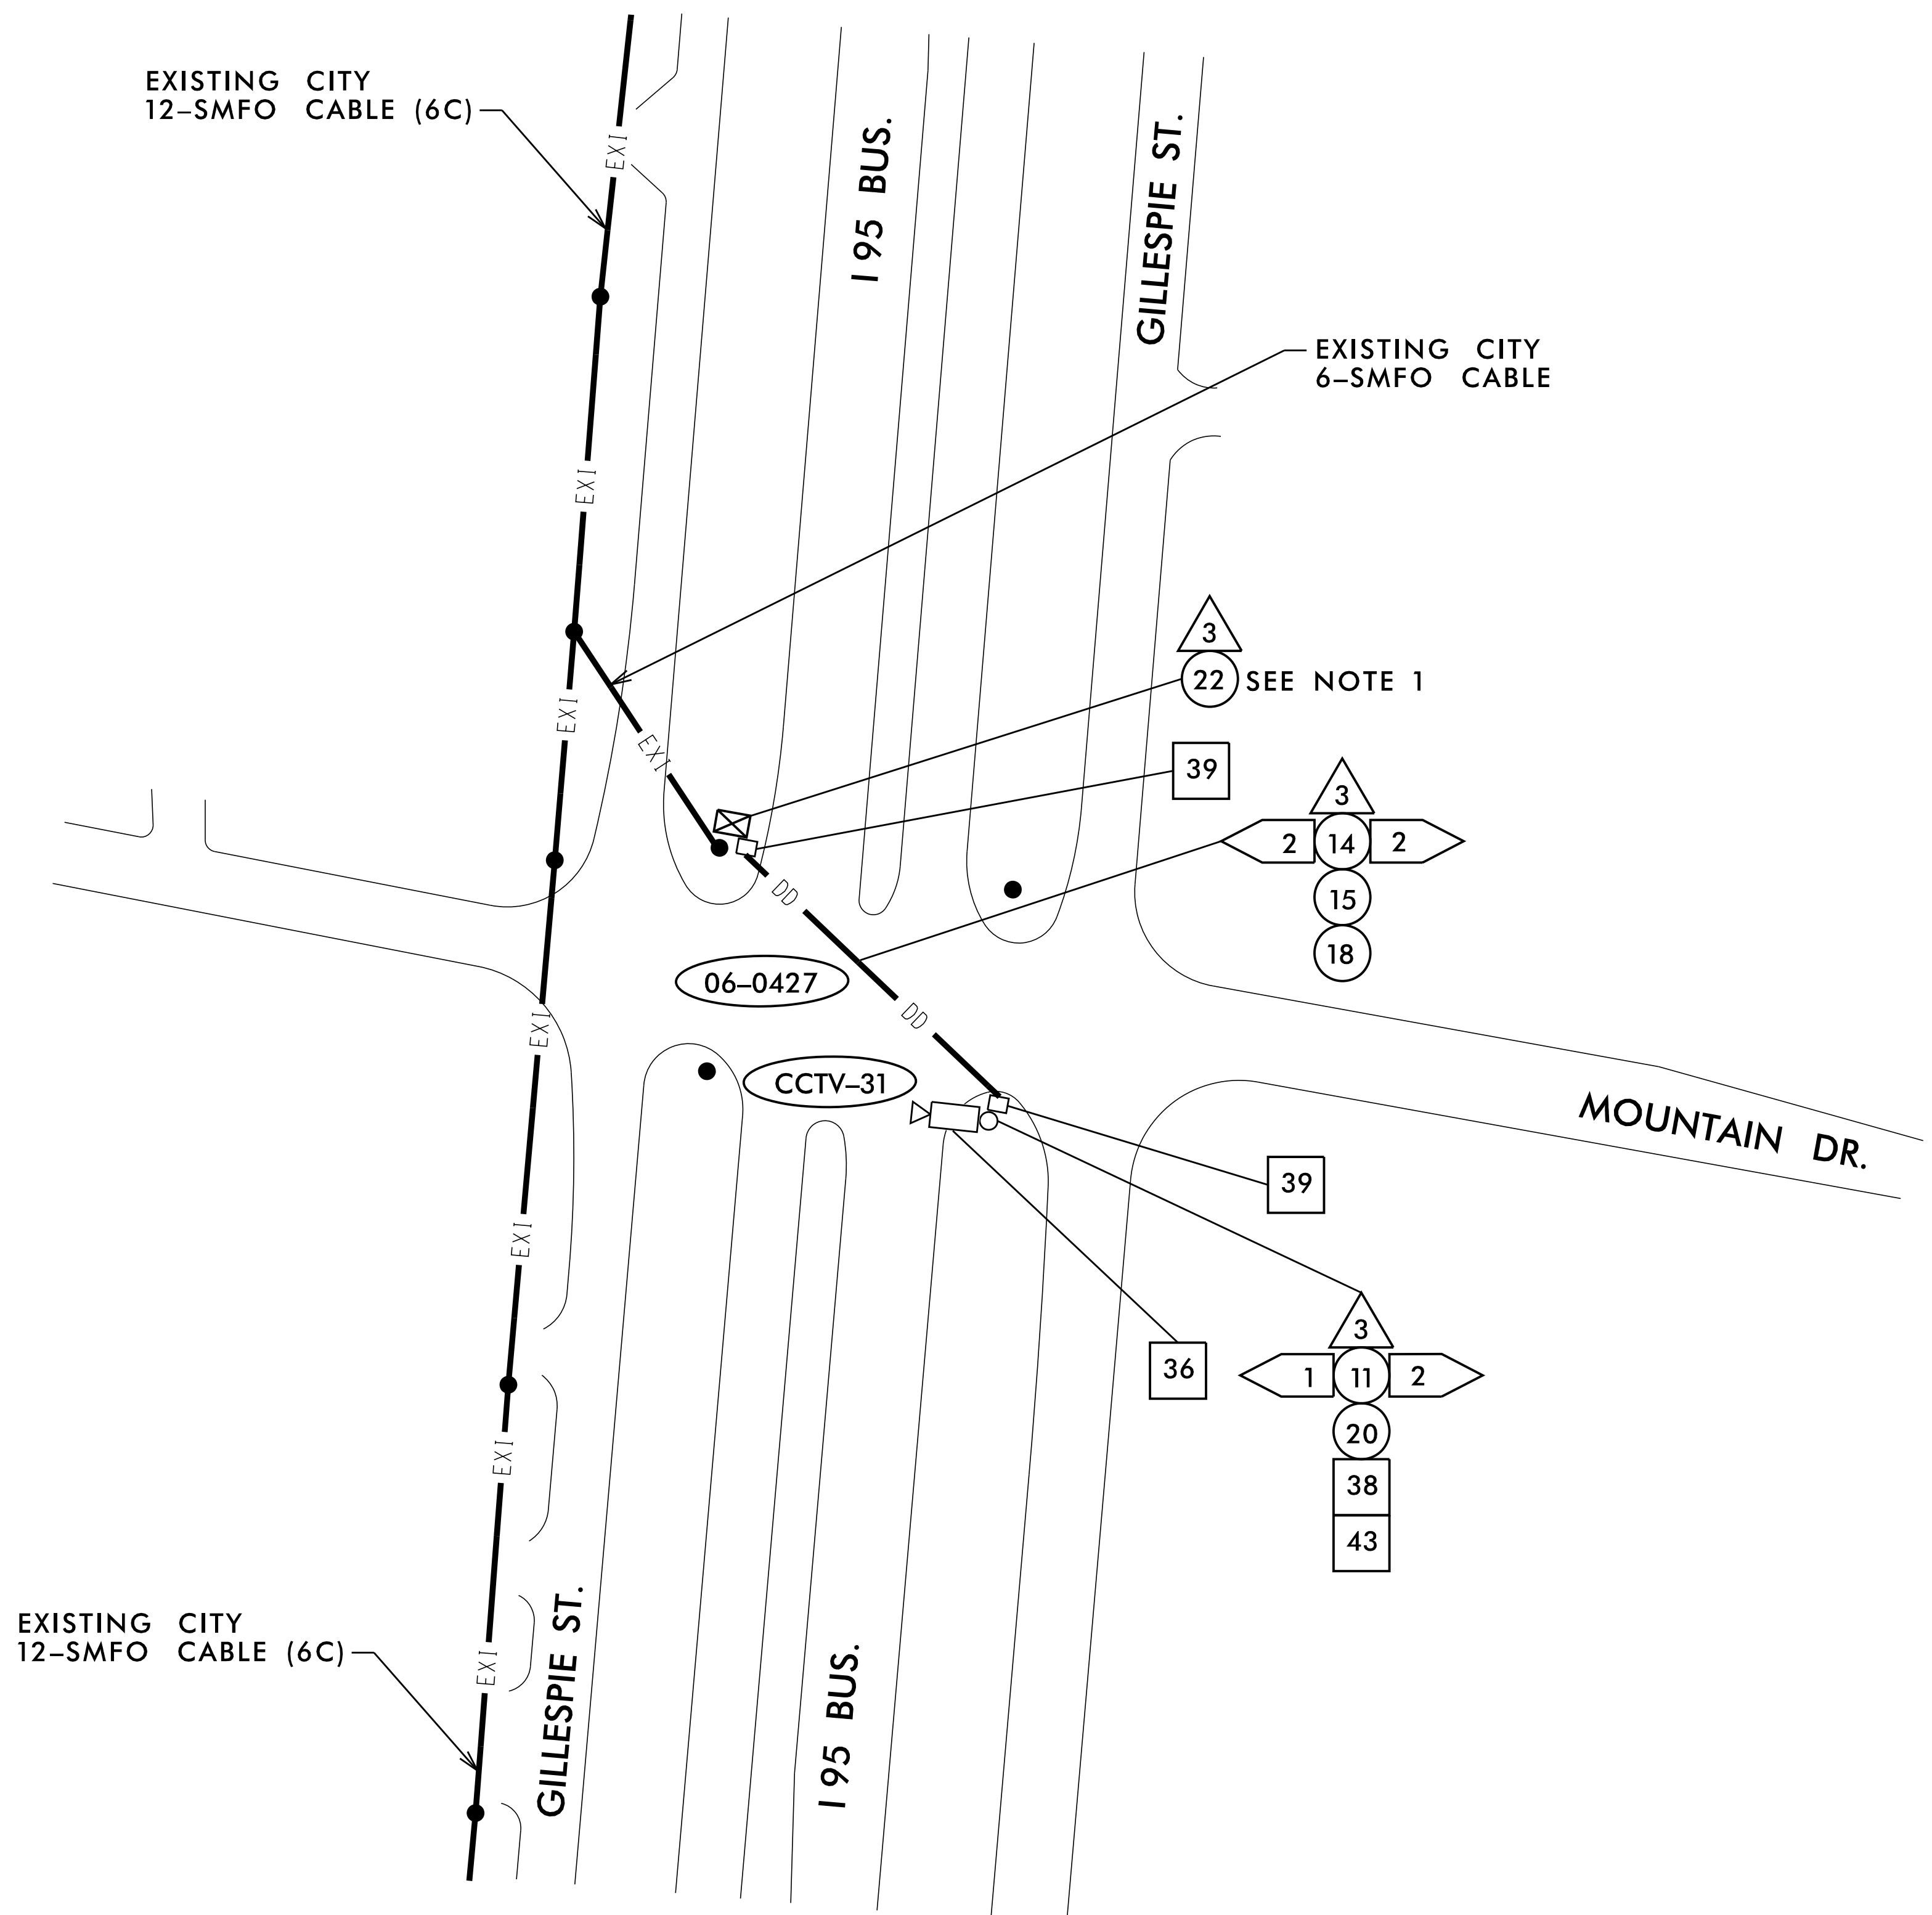 EXISTING CITY
12–SMFO CABLE (6C)
EXI
I 95 BUS.
GILLESPIE ST.
EXISTING CITY
6–SMFO CABLE
EXI
3
22 SEE NOTE 1
EXI
EXI
39
3
2 14 2
15
18
DD
06–0427
DD
EXI
CCTV–31
MOUNTAIN DR.
39
EXI
3
36
1 11 2
20
38
43
EXI
EXISTING CITY
12–SMFO CABLE (6C)
EXI
GILLESPIE ST.
I 95 BUS.